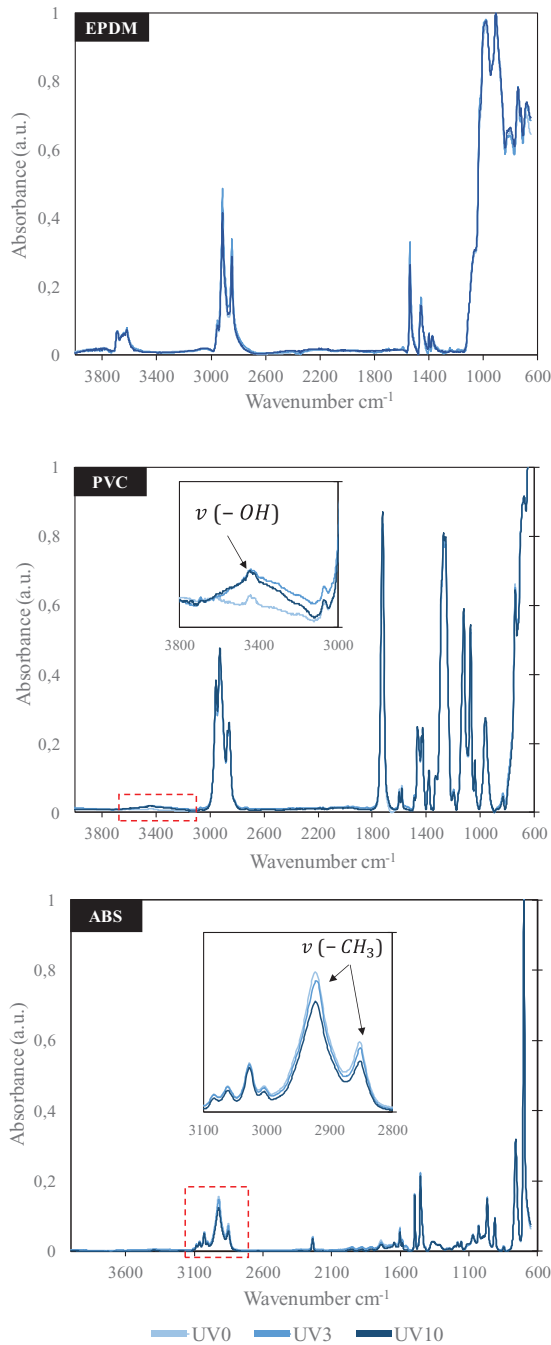 EPDM
1
0,8
0,6
0,4
0,2
0
Absorbance (a.u.)
3800 3400 3000 2600 2200 1800 1400 1000 600
Wavenumber cm⁻¹
PVC
1
0,8
0,6
0,4
0,2
0
Absorbance (a.u.)
ν (− OH)
3800 3400 3000
3800 3400 3000 2600 2200 1800 1400 1000 600
Wavenumber cm⁻¹
ABS
1
0,8
0,6
0,4
0,2
0
Absorbance (a.u.)
ν (− CH₃)
3100 3000 2900 2800
3600 3100 2600 2100 1600 1100 600
Wavenumber cm⁻¹
UV0 UV3 UV10